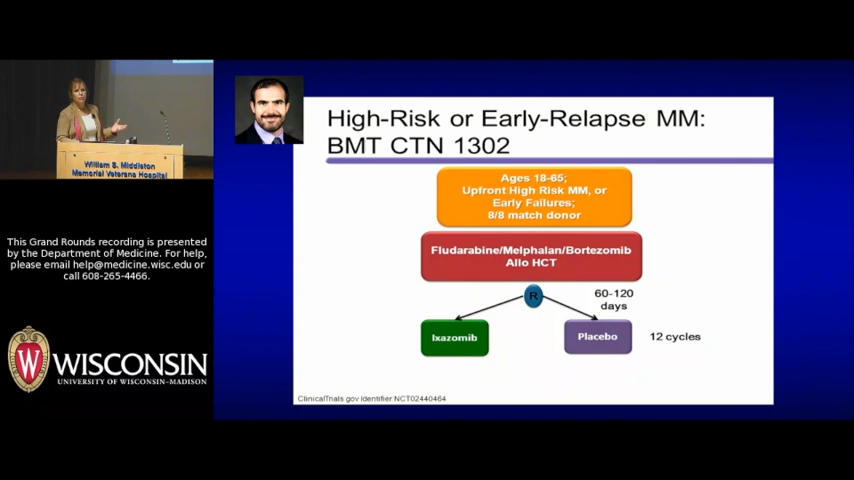 William S. Middleton
Memorial Veterans Hospital
This Grand Rounds recording is presented
by the Department of Medicine. For help,
please email help@medicine.wisc.edu or
call 608-265-4466.
W
WISCONSIN
UNIVERSITY OF WISCONSIN–MADISON
High-Risk or Early-Relapse MM:
BMT CTN 1302
Ages 18-65;
Upfront High Risk MM, or
Early Failures;
8/8 match donor
Fludarabine/Melphalan/Bortezomib
Allo HCT
R
60-120
days
Ixazomib
Placebo
12 cycles
ClinicalTrials.gov Identifier:NCT02440464